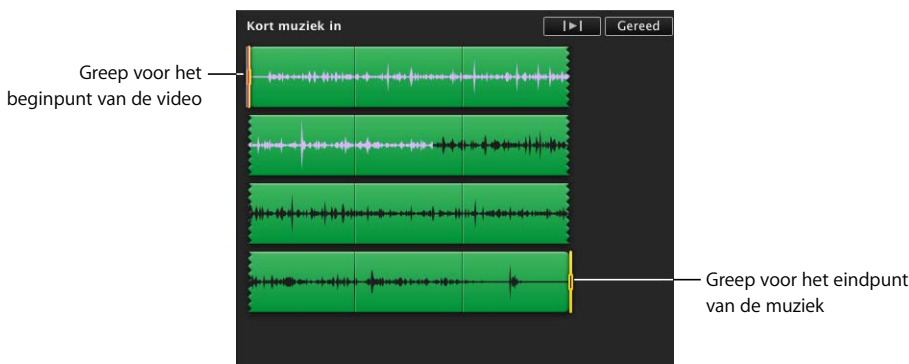 Kort muziek in
Gereed
Greep voor het
beginpunt van de video
Greep voor het eindpunt
van de muziek